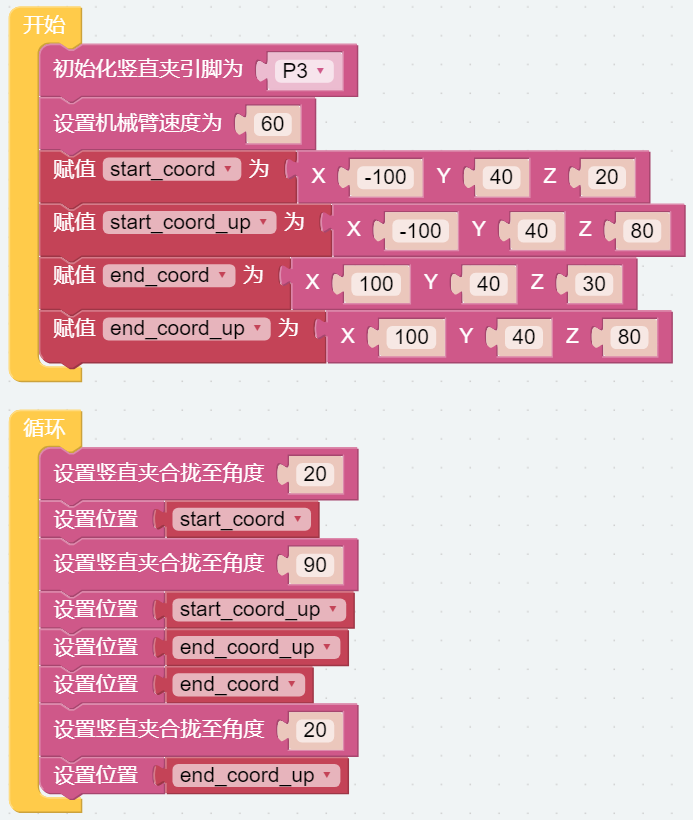 开始
初始化竖直夹引脚为 P3
设置机械臂速度为 60
赋值 start_coord 为 X -100 Y 40 Z 20
赋值 start_coord_up 为 X -100 Y 40 Z 80
赋值 end_coord 为 X 100 Y 40 Z 30
赋值 end_coord_up 为 X 100 Y 40 Z 80
循环
设置竖直夹合拢至角度 20
设置位置 start_coord
设置竖直夹合拢至角度 90
设置位置 start_coord_up
设置位置 end_coord_up
设置位置 end_coord
设置竖直夹合拢至角度 20
设置位置 end_coord_up